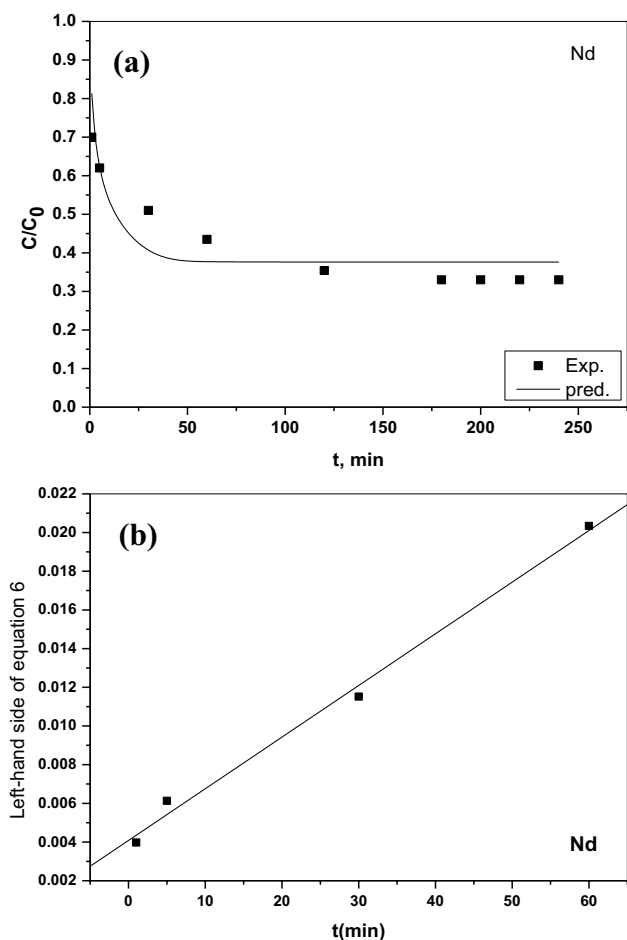 (a)
Nd
C/C0
1.0
0.9
0.8
0.7
0.6
0.5
0.4
0.3
0.2
0.1
0.0
0 50 100 150 200 250
t, min
Exp.
pred.
(b)
Nd
Left-hand side of equation 6
0.022
0.020
0.018
0.016
0.014
0.012
0.010
0.008
0.006
0.004
0.002
0 10 20 30 40 50 60
t(min)